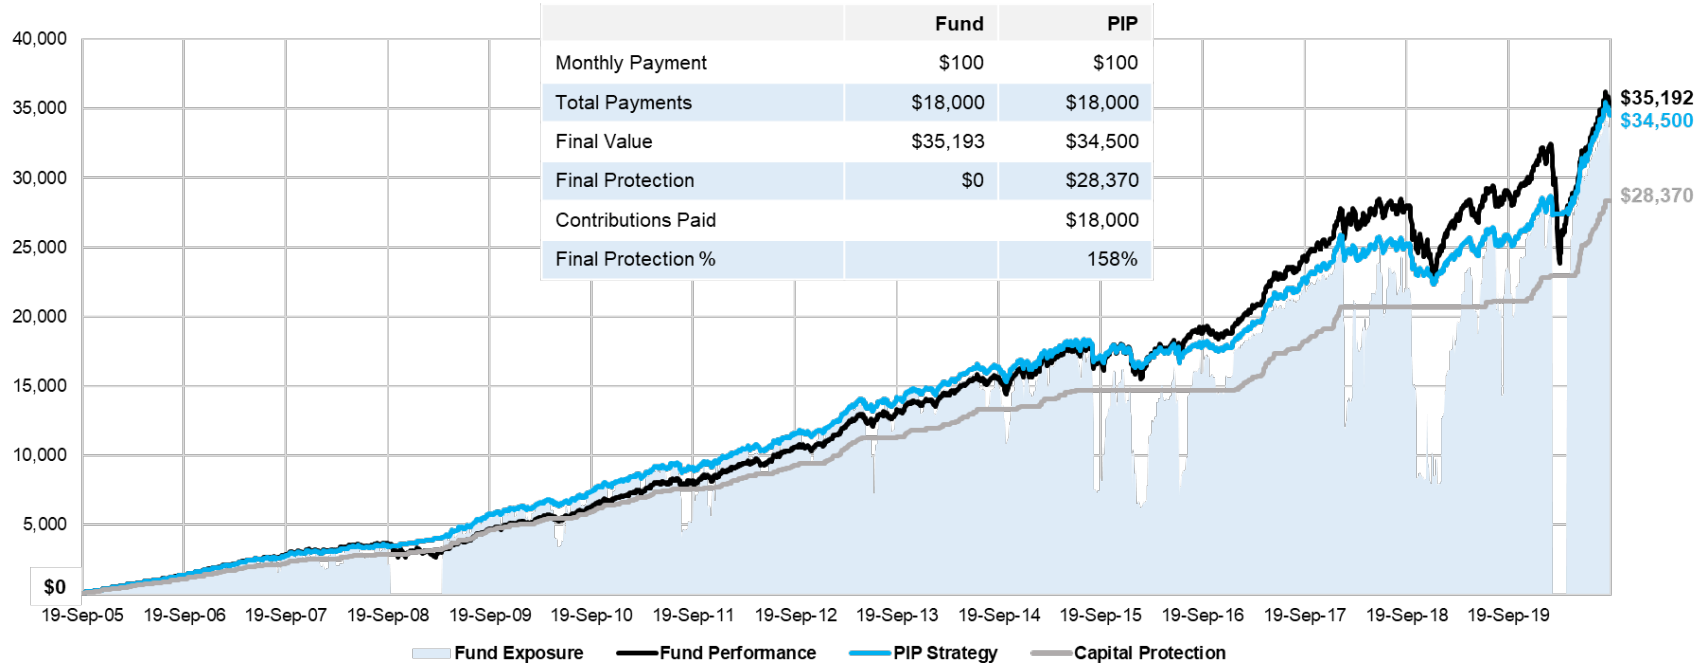 Fund PIP
Monthly Payment $100 $100
Total Payments $18,000 $18,000
Final Value $35,193 $34,500
Final Protection $0 $28,370
Contributions Paid $18,000
Final Protection % 158%
40,000
35,000
30,000
25,000
20,000
15,000
10,000
5,000
$0
$35,192
$34,500
$28,370
19-Sep-05 19-Sep-06 19-Sep-07 19-Sep-08 19-Sep-09 19-Sep-10 19-Sep-11 19-Sep-12 19-Sep-13 19-Sep-14 19-Sep-15 19-Sep-16 19-Sep-17 19-Sep-18 19-Sep-19
Fund Exposure Fund Performance PIP Strategy Capital Protection